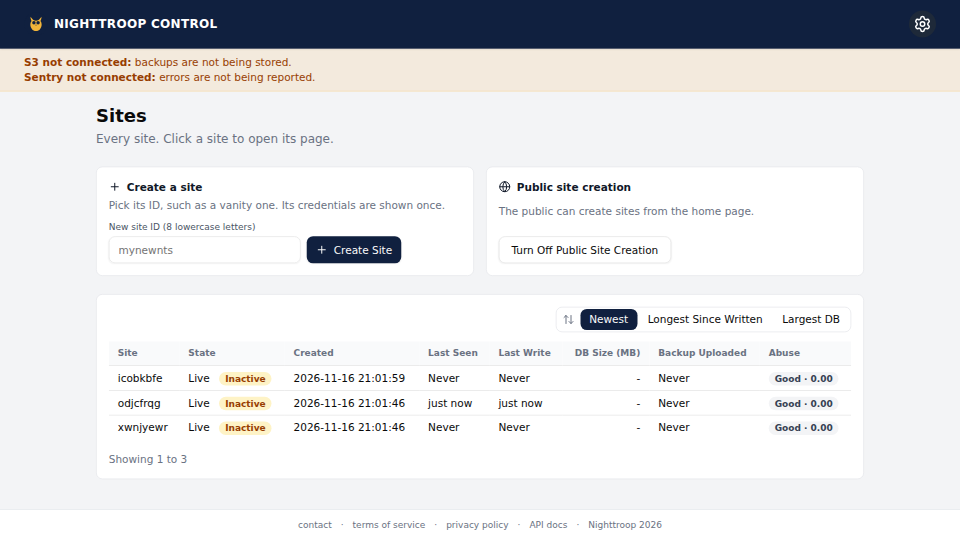 NIGHTTROOP CONTROL
S3 not connected: backups are not being stored.
Sentry not connected: errors are not being reported.
Sites
Every site. Click a site to open its page.
Create a site
Pick its ID, such as a vanity one. Its credentials are shown once.
New site ID (8 lowercase letters)
mynewnts
Create Site
Public site creation
The public can create sites from the home page.
Turn Off Public Site Creation
Newest Longest Since Written Largest DB
Site State Created Last Seen Last Write DB Size (MB) Backup Uploaded Abuse
icobkbfe Live Inactive 2026-11-16 21:01:59 Never Never - Never Good · 0.00
odjcfrqg Live Inactive 2026-11-16 21:01:46 just now just now - Never Good · 0.00
xwnjyewr Live Inactive 2026-11-16 21:01:46 Never Never - Never Good · 0.00
Showing 1 to 3
contact · terms of service · privacy policy · API docs · Nighttroop 2026